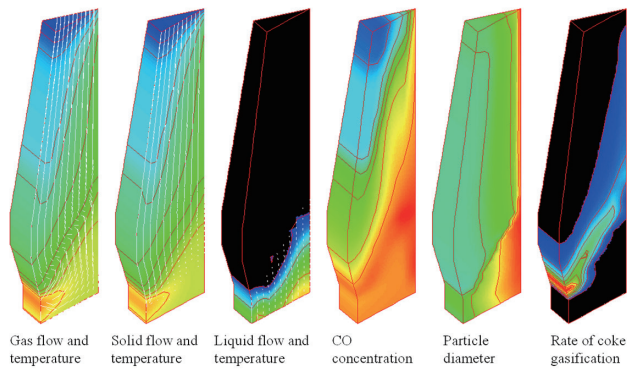 Gas flow and
temperature
Solid flow and
temperature
Liquid flow and
temperature
CO
concentration
Particle
diameter
Rate of coke
gasification